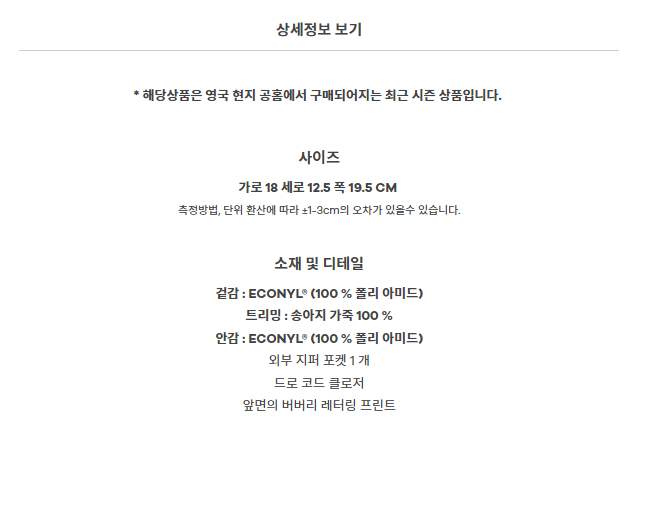 상세정보 보기
* 해당상품은 영국 현지 공홈에서 구매되어지는 최근 시즌 상품입니다.
사이즈
가로 18 세로 12.5 폭 19.5 CM
측정방법, 단위 환산에 따라 ±1-3cm의 오차가 있을수 있습니다.
소재 및 디테일
겉감 : ECONYL® (100 % 폴리 아미드)
트리밍 : 송아지 가죽 100 %
안감 : ECONYL® (100 % 폴리 아미드)
외부 지퍼 포켓 1 개
드로 코드 클로저
앞면의 버버리 레터링 프린트